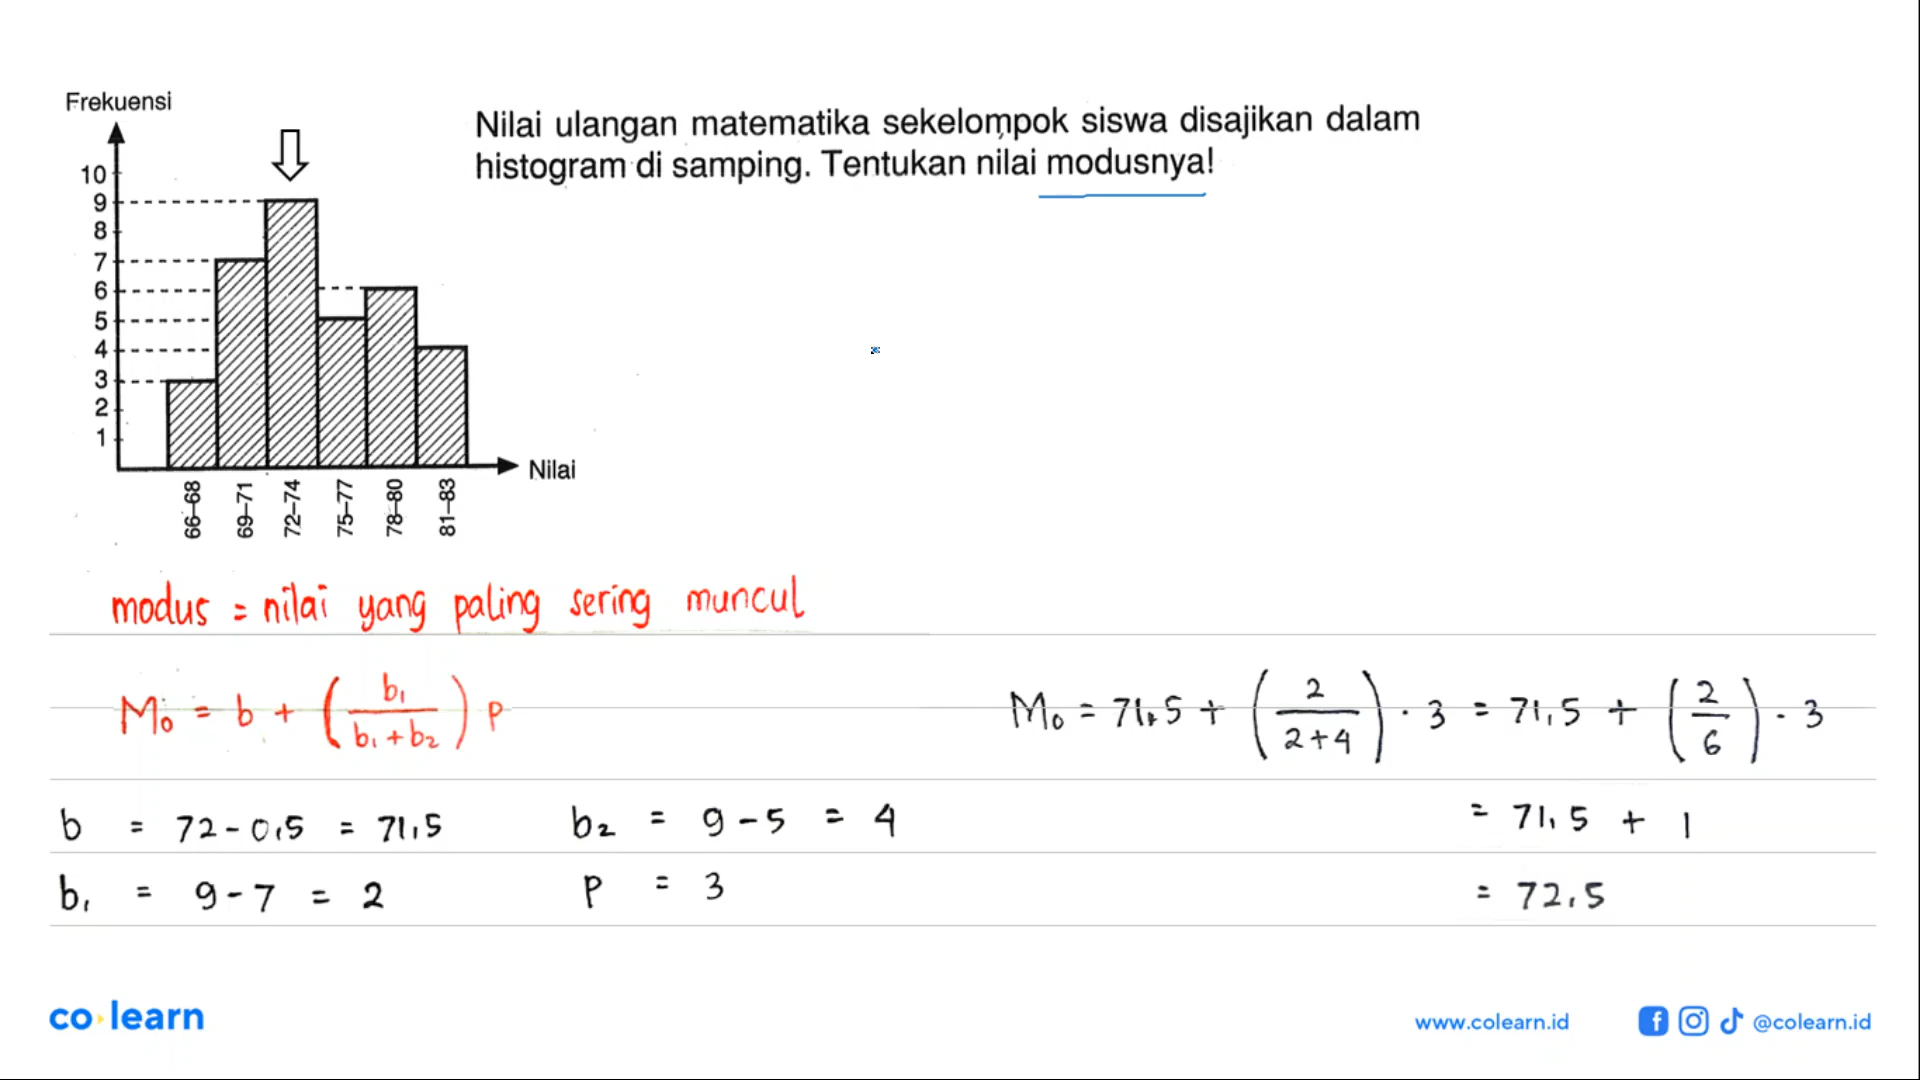 Frekuensi
Nilai ulangan matematika sekelompok siswa disajikan dalam
histogram di samping. Tentukan nilai modusnya!
10
9
8
7
6
5
4
3
2
1
Nilai
66–68
69–71
72–74
75–77
78–80
81–83
modus = nilai yang paling sering muncul
Mo = b + (b₁ / (b₁ + b₂)) p
b = 72 - 0,5 = 71,5
b₁ = 9 - 7 = 2
b₂ = 9 - 5 = 4
p = 3
Mo = 71,5 + (2 / (2 + 4)) · 3 = 71,5 + (2 / 6) · 3
= 71,5 + 1
= 72,5
co learn
www.colearn.id
@colearn.id